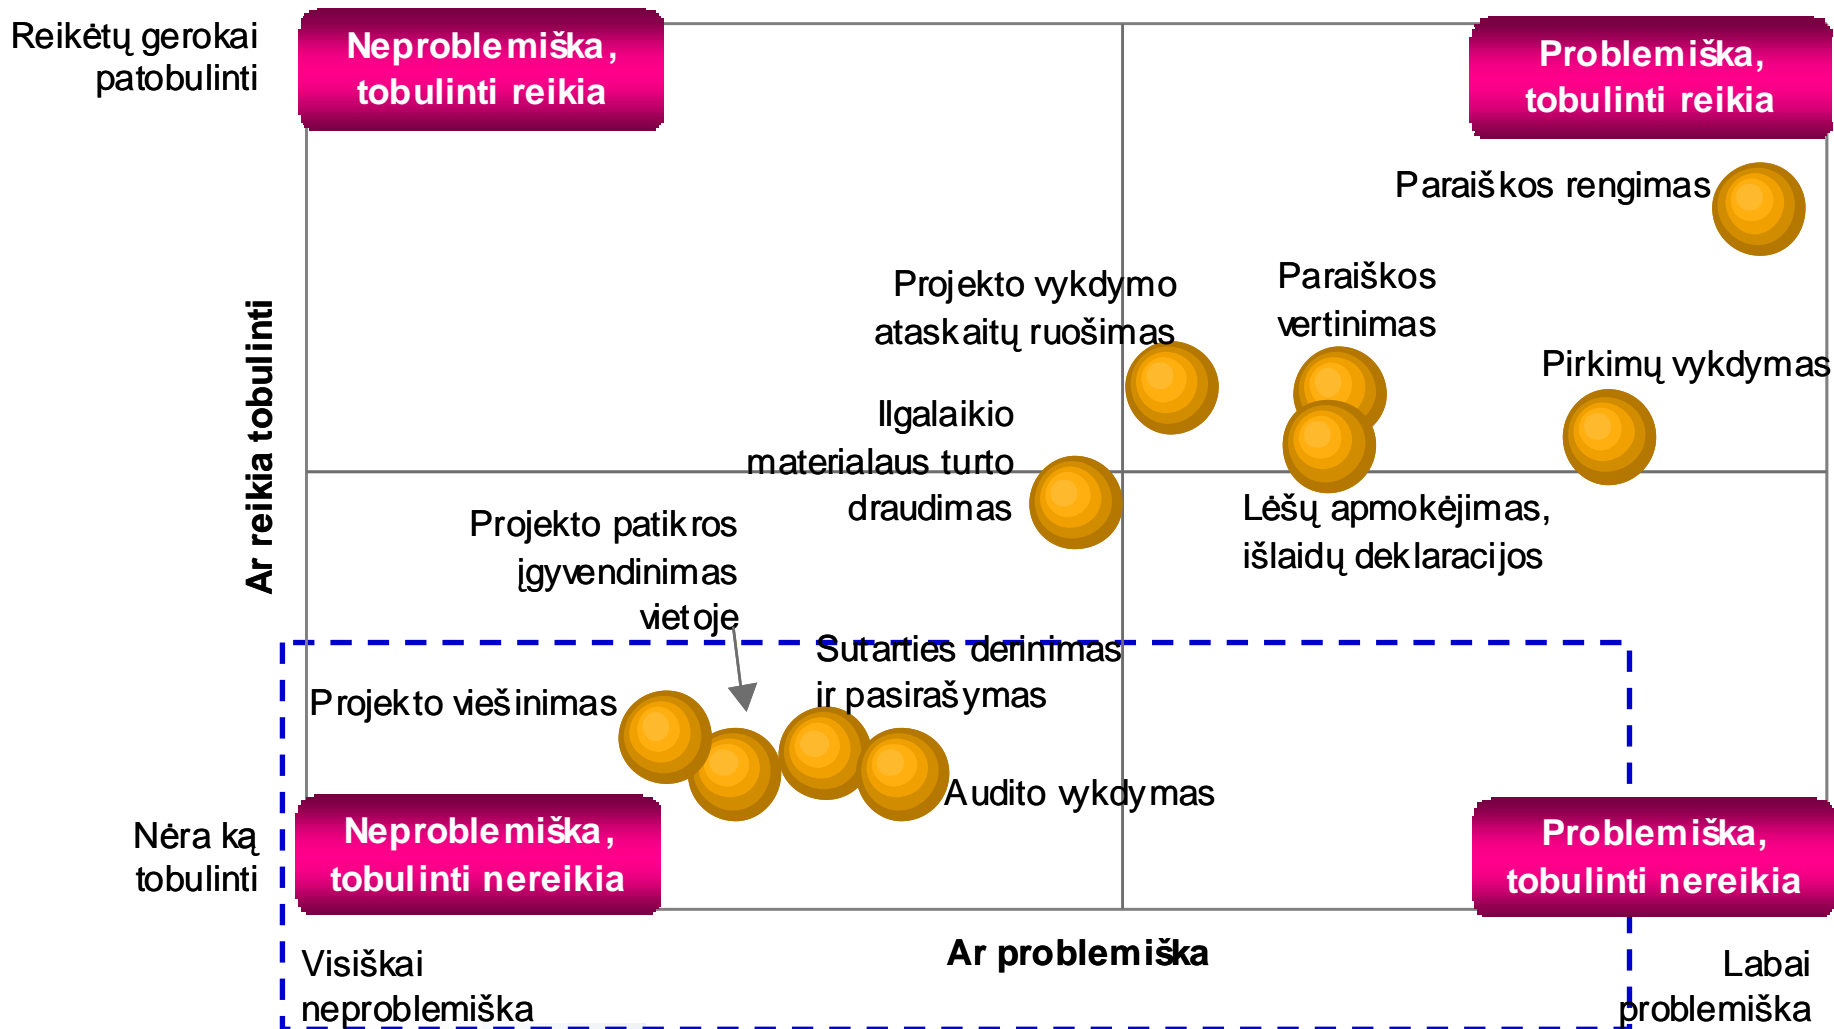 Reikėtų gerokai
patobulinti
Neproblemiška,
tobulinti reikia
Problemiška,
tobulinti reikia
Paraiškos rengimas
Projekto vykdymo
ataskaitų ruošimas
Paraiškos
vertinimas
Pirkimų vykdymas
Ar reikia tobulinti
Ilgalaikio
materialaus turto
draudimas
Lėšų apmokėjimas,
išlaidų deklaracijos
Projekto patikros
įgyvendinimas
vietoje
Sutarties derinimas
ir pasirašymas
Projekto viešinimas
Audito vykdymas
Nėra ką
tobulinti
Neproblemiška,
tobulinti nereikia
Problemiška,
tobulinti nereikia
Visiškai
neproblemiška
Ar problemiška
Labai
problemiška